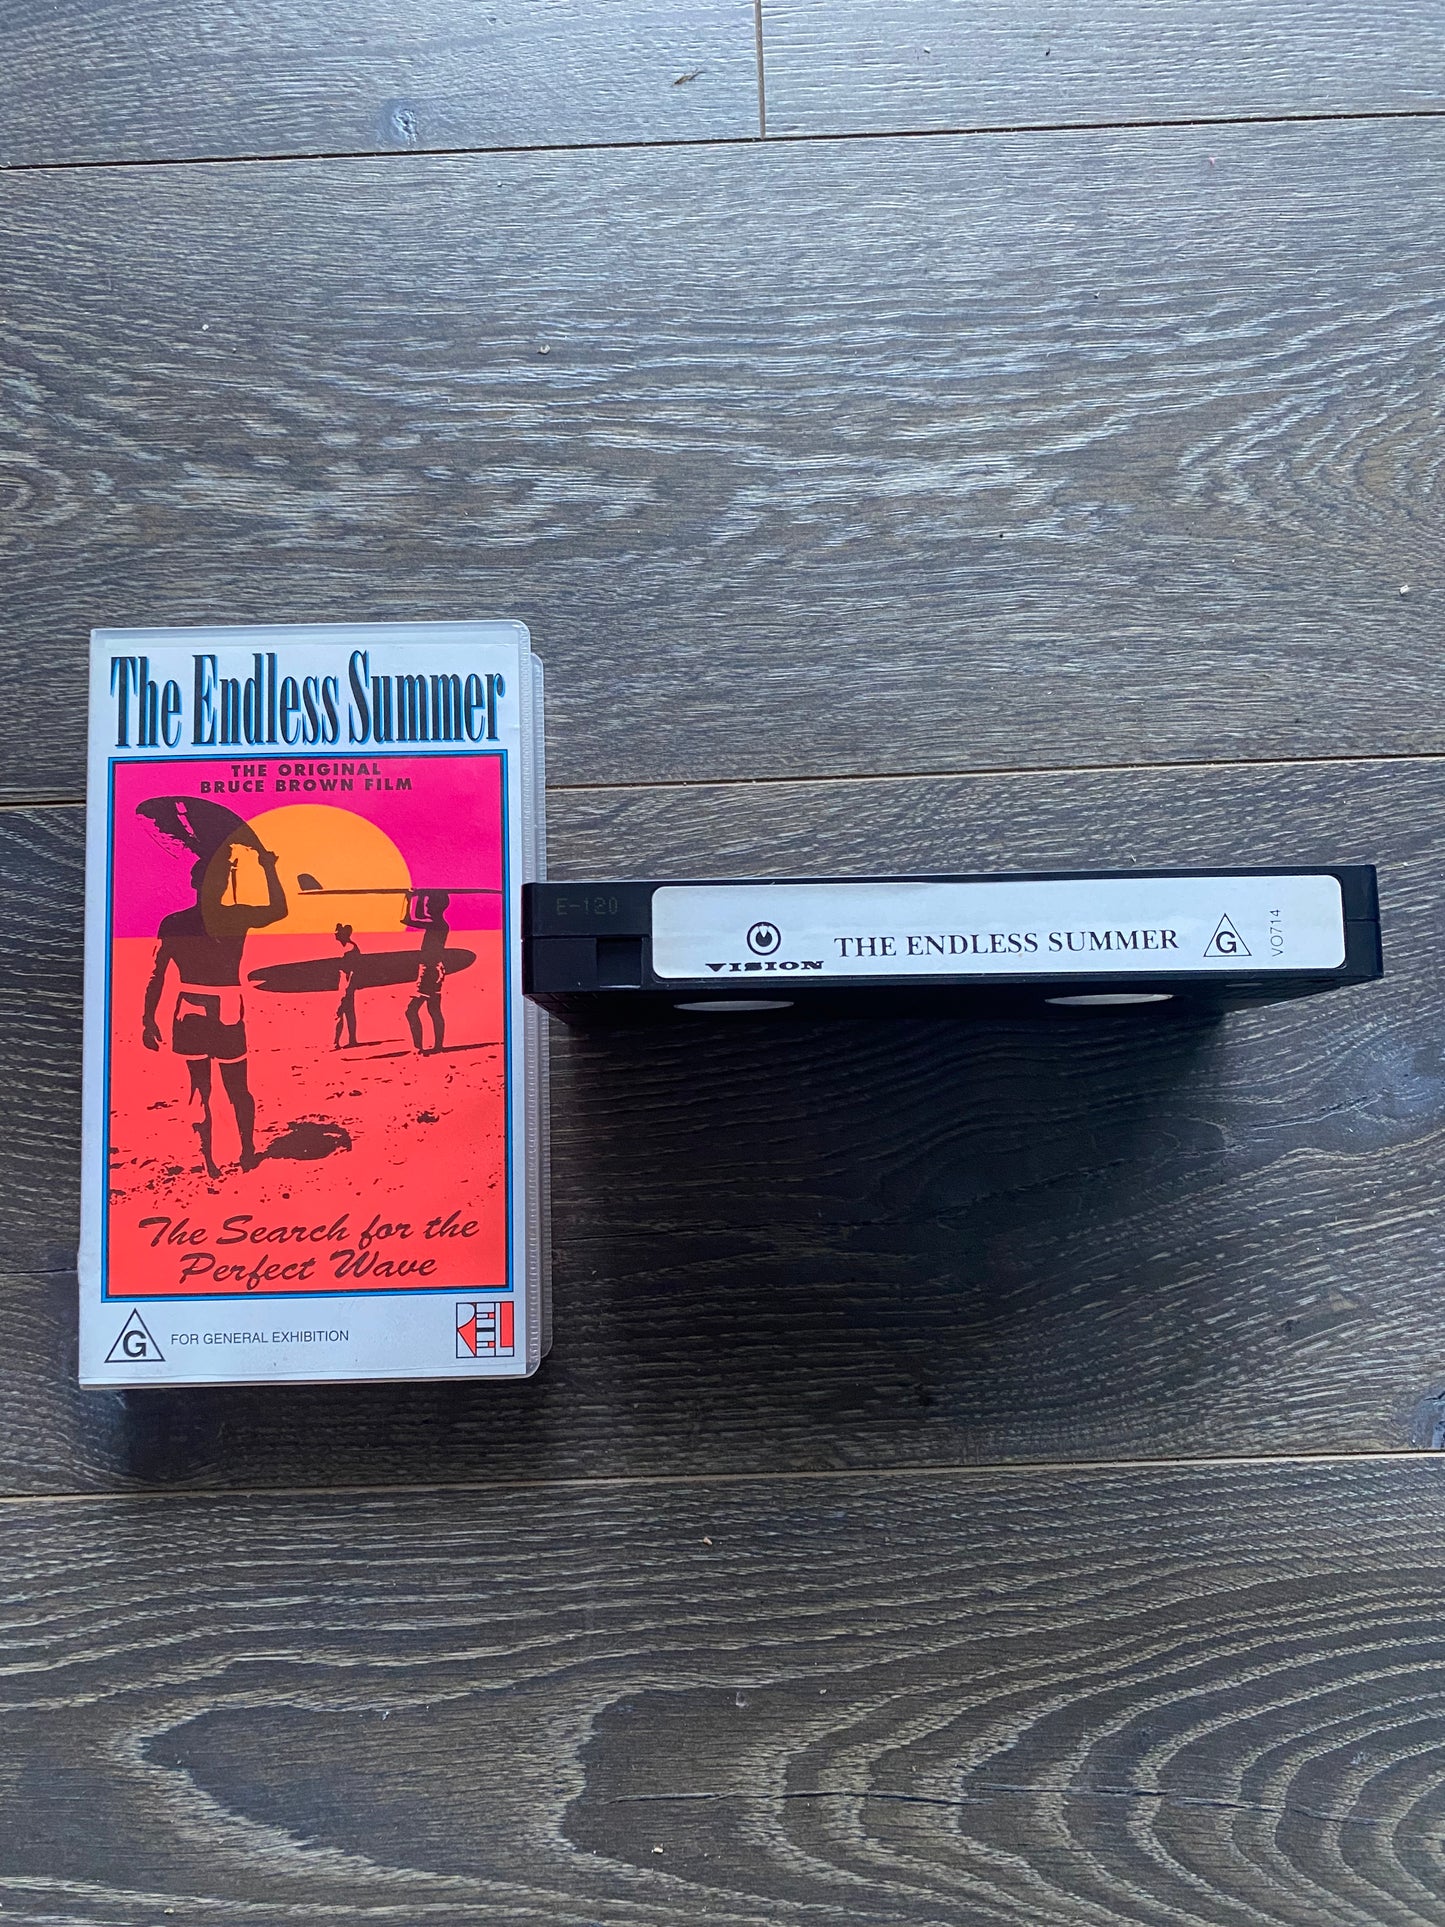 The Endless Summer
THE ORIGINAL
BRUCE BROWN FILM
The Search for the
Perfect Wave
G FOR GENERAL EXHIBITION
REEL
E-120
VISION
THE ENDLESS SUMMER
G
VO714